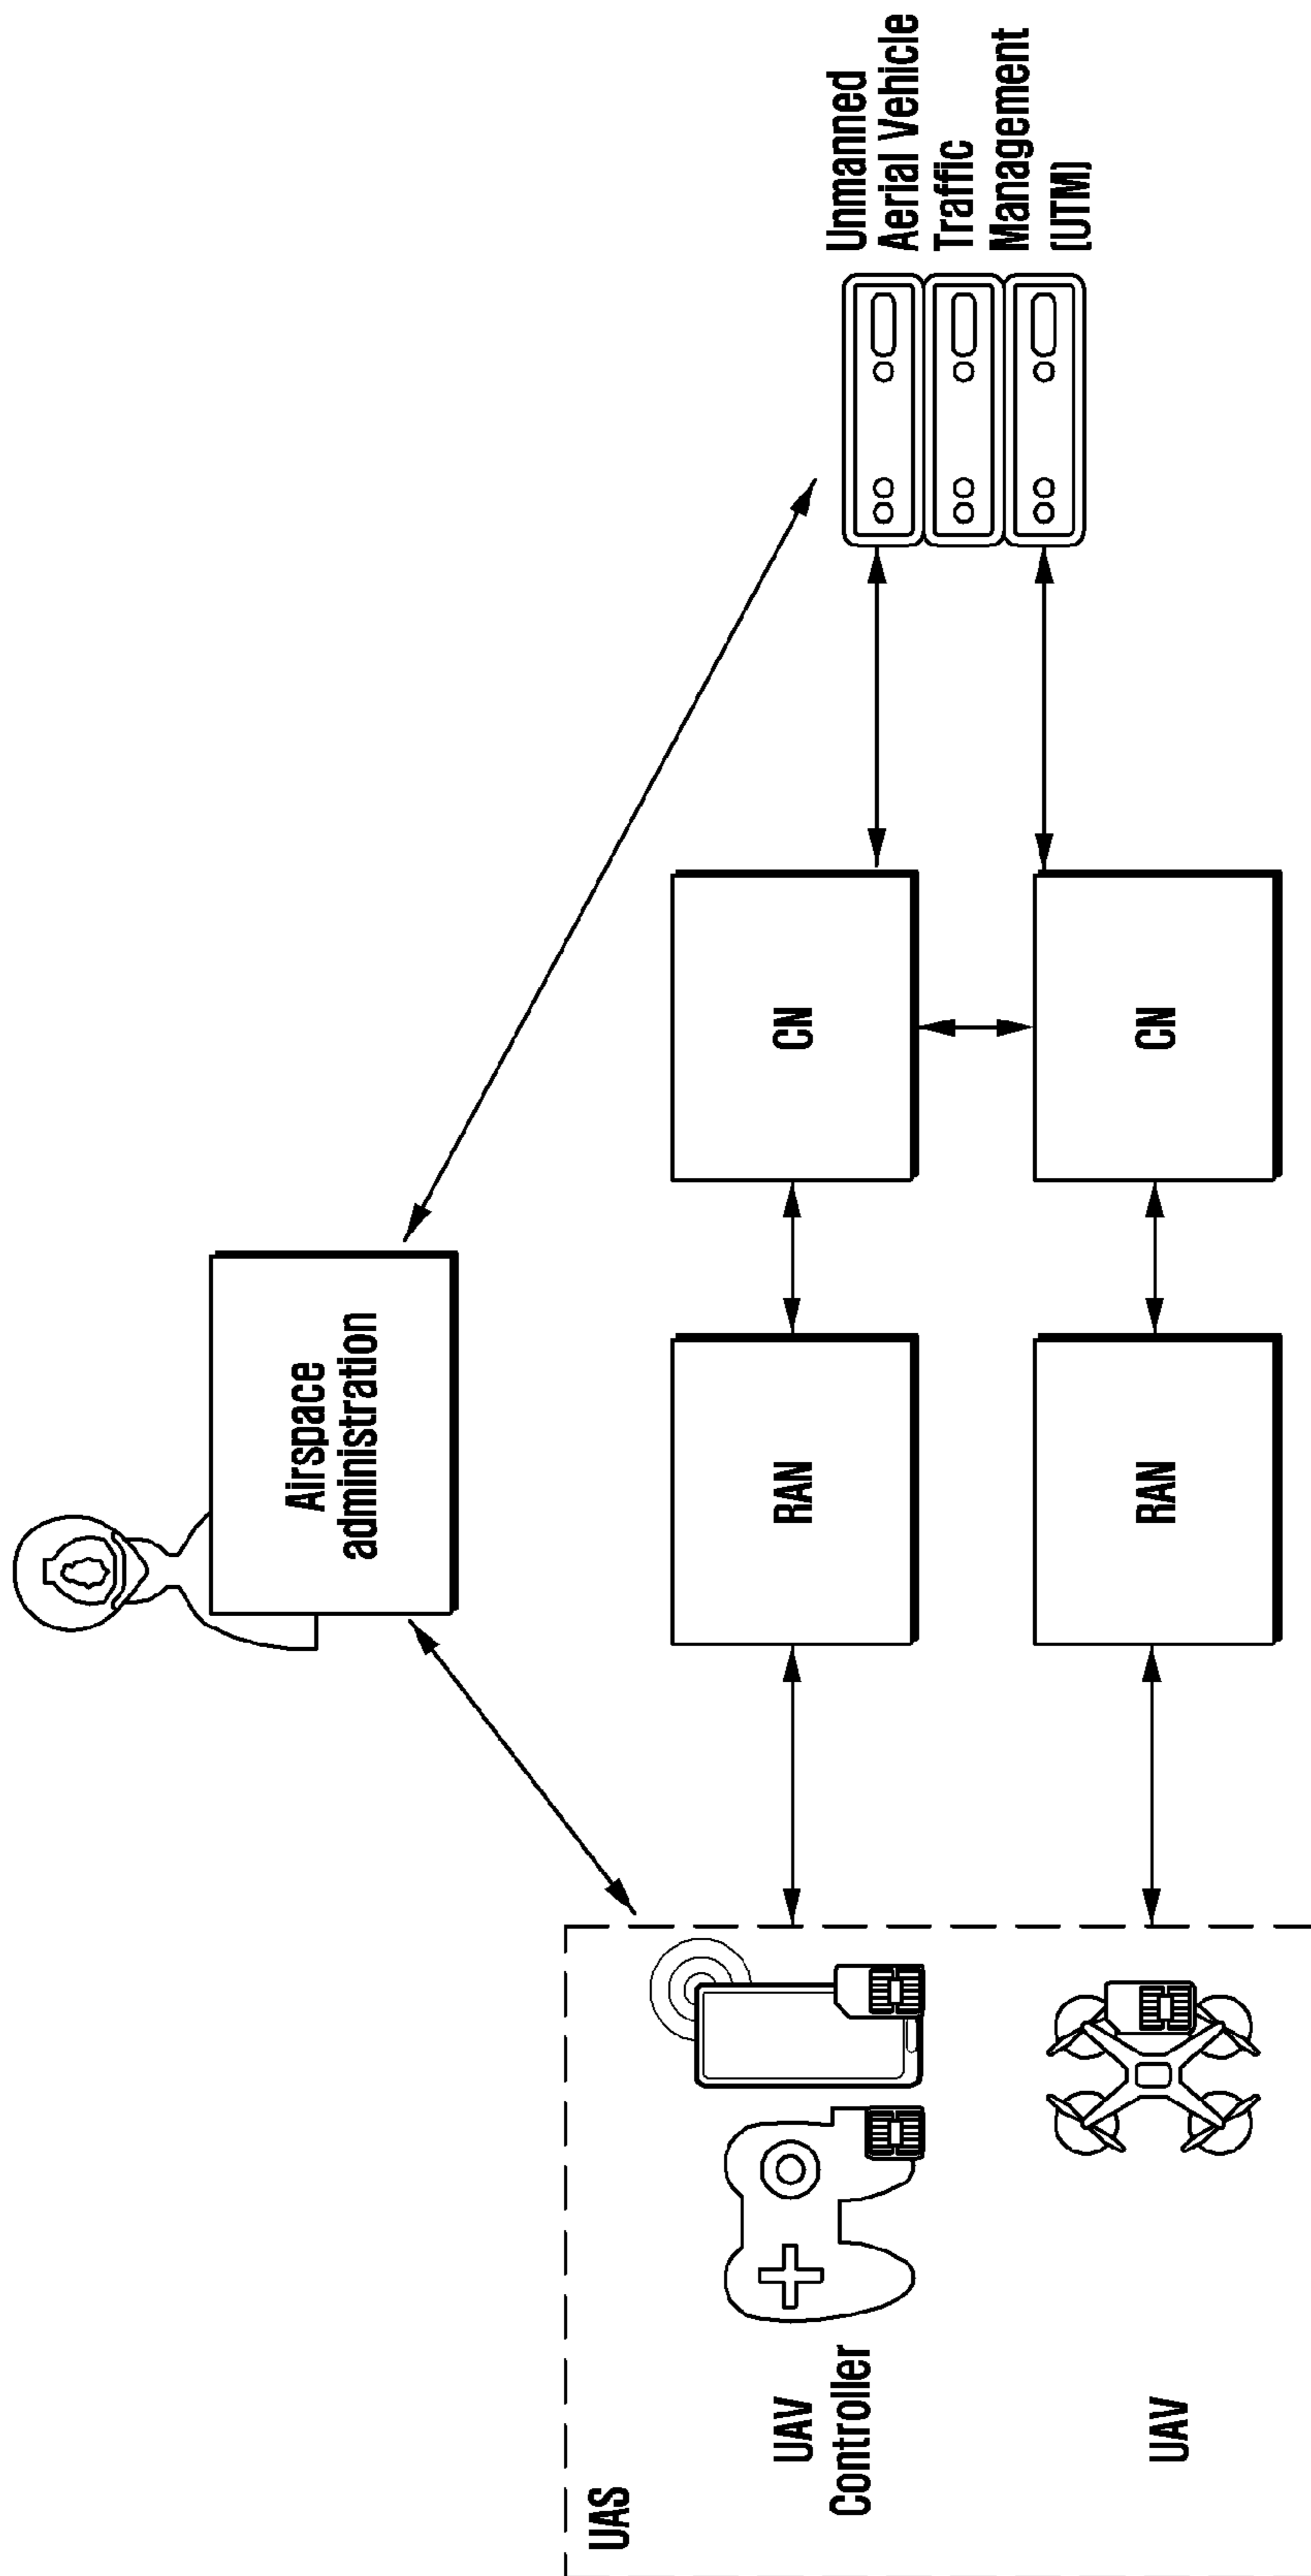 Airspace
administration
UAS
UAV
Controller
RAN
CN
Unmanned
Aerial Vehicle
Traffic
Management
(UTM)
UAV
RAN
CN